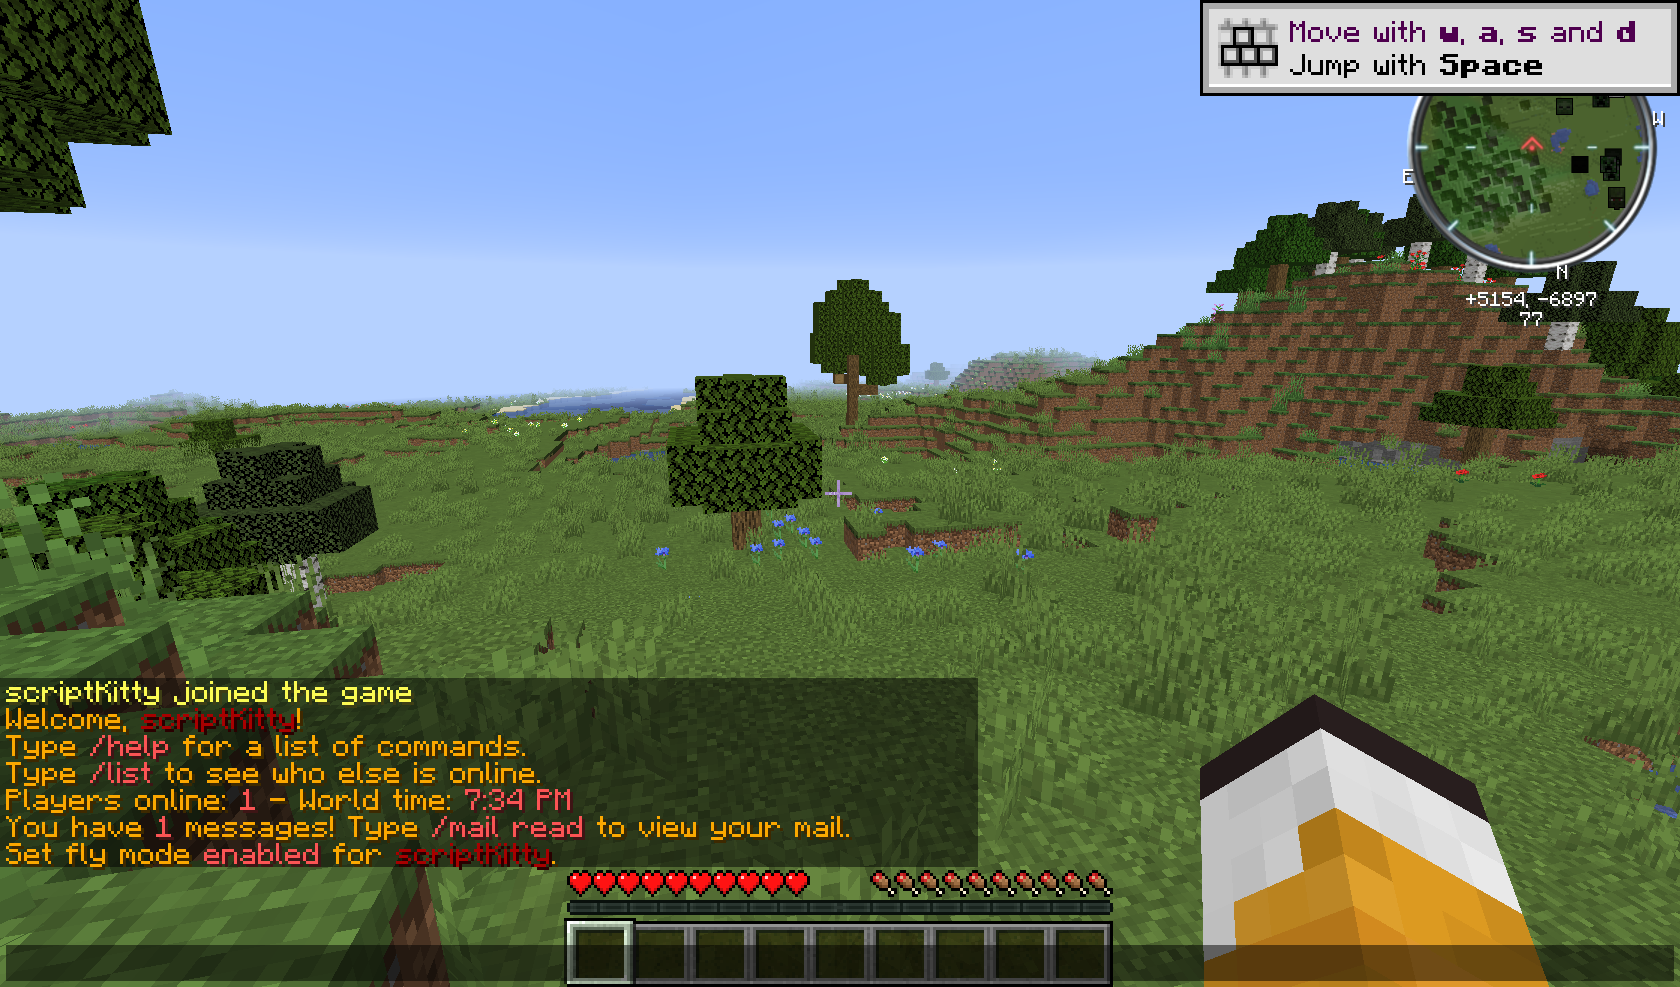 Move with w, a, s and d
Jump with Space
W
E
N
+5154, -6897
77
scriptKitty joined the game
Welcome, scriptKitty!
Type /help for a list of commands.
Type /list to see who else is online.
Players online: 1 - World time: 7:34 PM
You have 1 messages! Type /mail read to view your mail.
Set fly mode enabled for scriptKitty.